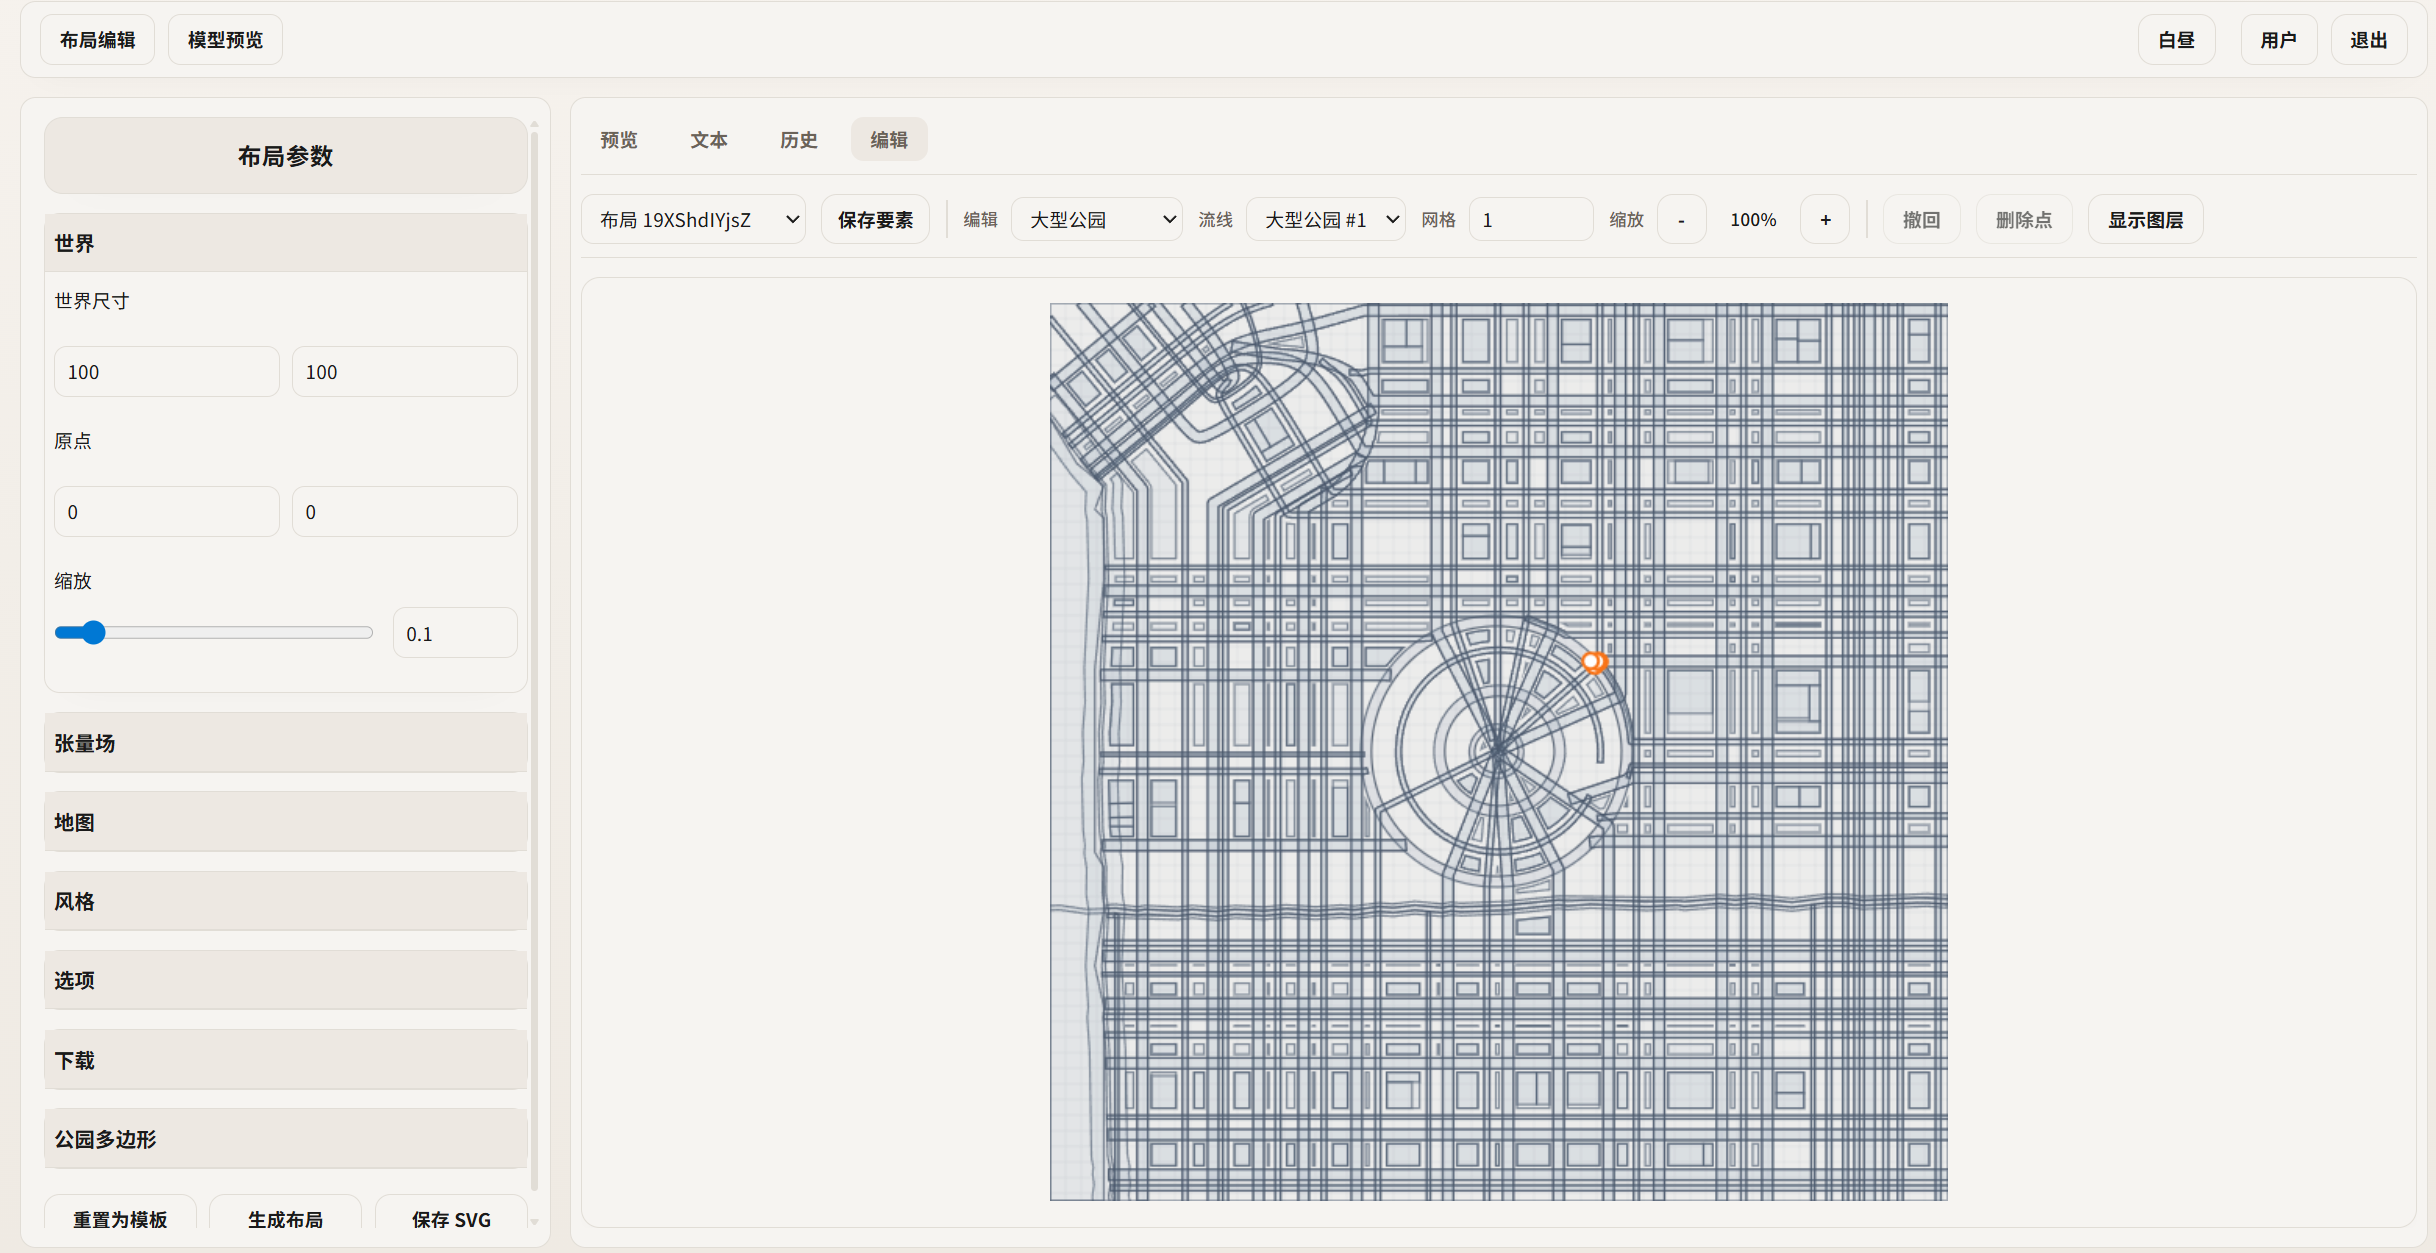 布局编辑 模型预览 白昼 用户 退出
布局参数
世界
世界尺寸
100 100
原点
0 0
缩放
0.1
张量场
地图
风格
选项
下载
公园多边形
重置为模板 生成布局 保存 SVG
预览 文本 历史 编辑
布局 19XShdIYjsZ 保存要素 编辑 大型公园 流线 大型公园 #1 网格 1 缩放 - 100% + 撤回 删除点 显示图层